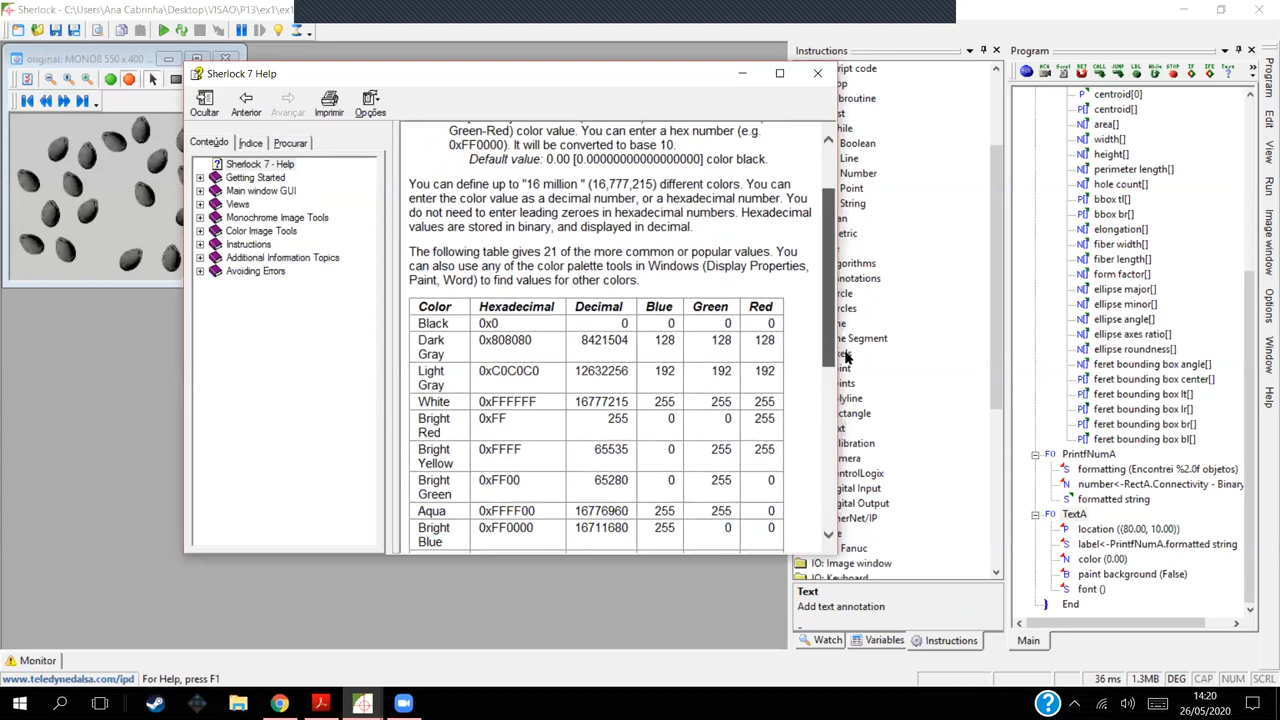 Sherlock - C:\Users\Ana Cabrinha\Desktop\VISAO\P13\ex1\ex1
original: MONO8 550 x 400 ...
Sherlock 7 Help
Ocultar
Anterior
Avançar
Imprimir
Opções
Conteúdo
Índice
Procurar
Sherlock 7 - Help
Getting Started
Main window GUI
Views
Monochrome Image Tools
Color Image Tools
Instructions
Additional Information Topics
Avoiding Errors
Green-Red) color value. You can enter a hex number (e.g.
0xFF0000). It will be converted to base 10.
Default value: 0.00 [0.0000000000000000] color black.
You can define up to "16 million " (16,777,215) different colors. You can
enter the color value as a decimal number, or a hexadecimal number. You
do not need to enter leading zeroes in hexadecimal numbers. Hexadecimal
values are stored in binary, and displayed in decimal.
The following table gives 21 of the more common or popular values. You
can also use any of the color palette tools in Windows (Display Properties,
Paint, Word) to find values for other colors.
Color Hexadecimal Decimal Blue Green Red
Black 0x0 0 0 0 0
Dark Gray 0x808080 8421504 128 128 128
Light Gray 0xC0C0C0 12632256 192 192 192
White 0xFFFFFF 16777215 255 255 255
Bright Red 0xFF 255 0 0 255
Bright Yellow 0xFFFF 65535 0 255 255
Bright Green 0xFF00 65280 0 255 0
Aqua 0xFFFF00 16776960 255 255 0
Bright Blue 0xFF0000 16711680 255 0 0
Instructions
Boolean
Line
Number
Point
String
IO: Image window
IO: Keyboard
Text
Add text annotation
Watch
Variables
Instructions
Program
centroid[0]
centroid[]
area[]
width[]
height[]
perimeter length[]
hole count[]
bbox tl[]
bbox br[]
elongation[]
fiber width[]
fiber length[]
form factor[]
ellipse major[]
ellipse minor[]
ellipse angle[]
ellipse axes ratio[]
ellipse roundness[]
feret bounding box angle[]
feret bounding box center[]
feret bounding box lt[]
feret bounding box lr[]
feret bounding box br[]
feret bounding box bl[]
PrintfNumA
formatting (Encontrei %2.0f objetos)
number<-RectA.Connectivity - Binary
formatted string
TextA
location ((80.00, 10.00))
label<-PrintfNumA.formatted string
color (0.00)
paint background (False)
font ()
End
Main
Program
Edit
Run
Image window
Options
Window
Help
Monitor
www.teledynedalsa.com/ipd
For Help, press F1
36 ms
1.3MB
DEG
CAP
NUM
SCRL
14:20
26/05/2020